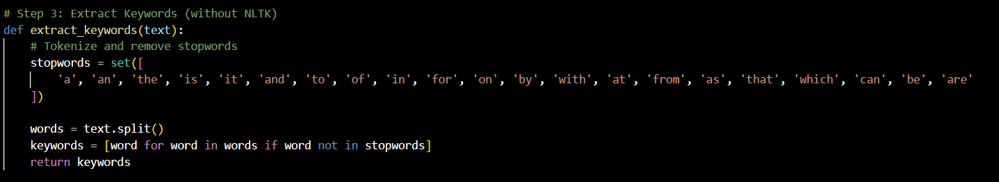 # Step 3: Extract Keywords (without NLTK)
def extract_keywords(text):
    # Tokenize and remove stopwords
    stopwords = set([
        'a', 'an', 'the', 'is', 'it', 'and', 'to', 'of', 'in', 'for', 'on', 'by', 'with', 'at', 'from', 'as', 'that', 'which', 'can', 'be', 'are'
    ])

    words = text.split()
    keywords = [word for word in words if word not in stopwords]
    return keywords